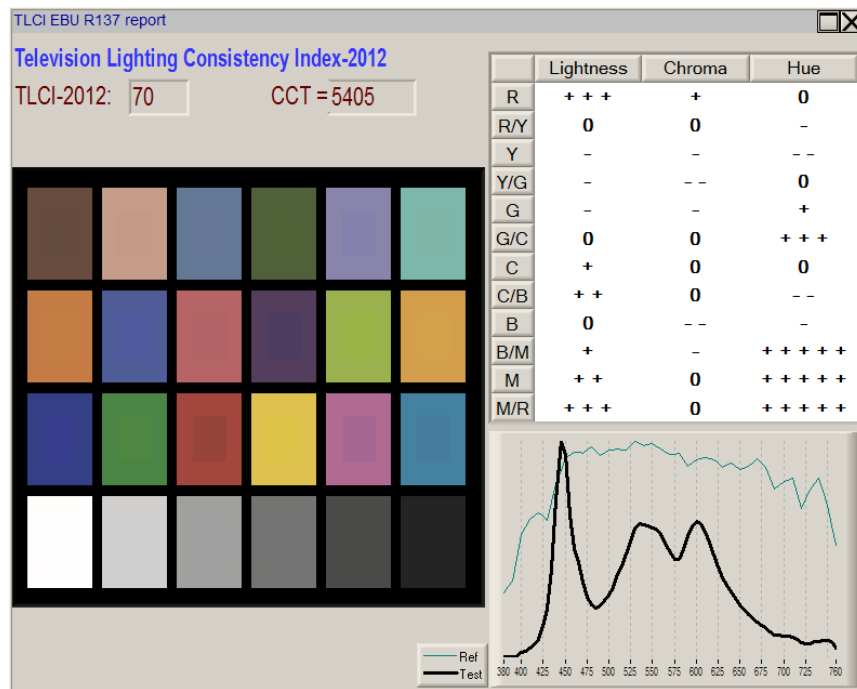 TLCI EBU R137 report
Television Lighting Consistency Index-2012
TLCI-2012: 70 CCT = 5405
Lightness Chroma Hue
R + + + + 0
R/Y 0 0 -
Y - - - -
Y/G - - - 0
G - - +
G/C 0 0 + + +
C + 0 0
C/B + + 0 - -
B 0 - - -
B/M + - + + + + +
M + + 0 + + + + +
M/R + + + 0 + + + + +
Ref
Test
380 400 425 450 475 500 525 550 575 600 625 650 675 700 725 760